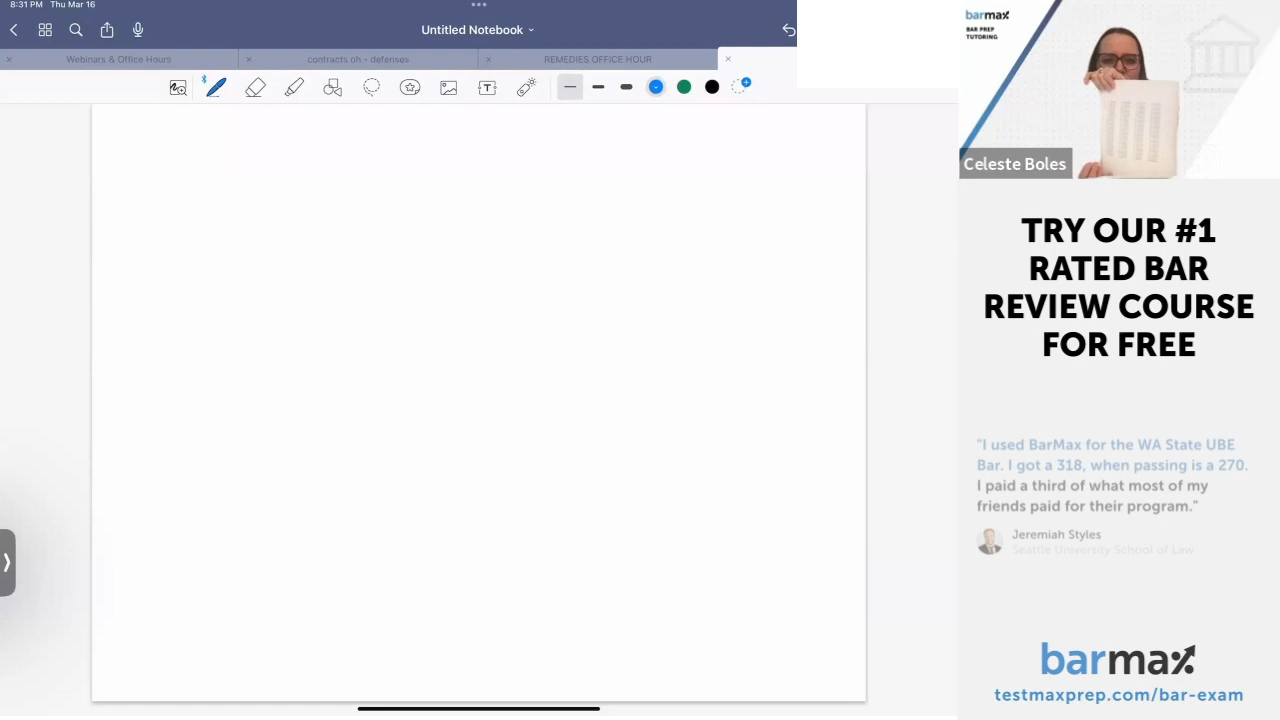 8:31 PM Thu Mar 16
Untitled Notebook
Webinars & Office Hours
contracts oh - defenses
REMEDIES OFFICE HOUR
barmax
BAR PREP
TUTORING
Celeste Boles
TRY OUR #1
RATED BAR
REVIEW COURSE
FOR FREE
"I used BarMax for the WA State UBE
Bar. I got a 318, when passing is a 270.
I paid a third of what most of my
friends paid for their program."
Jeremiah Styles
Seattle University School of Law
barmax
testmaxprep.com/bar-exam